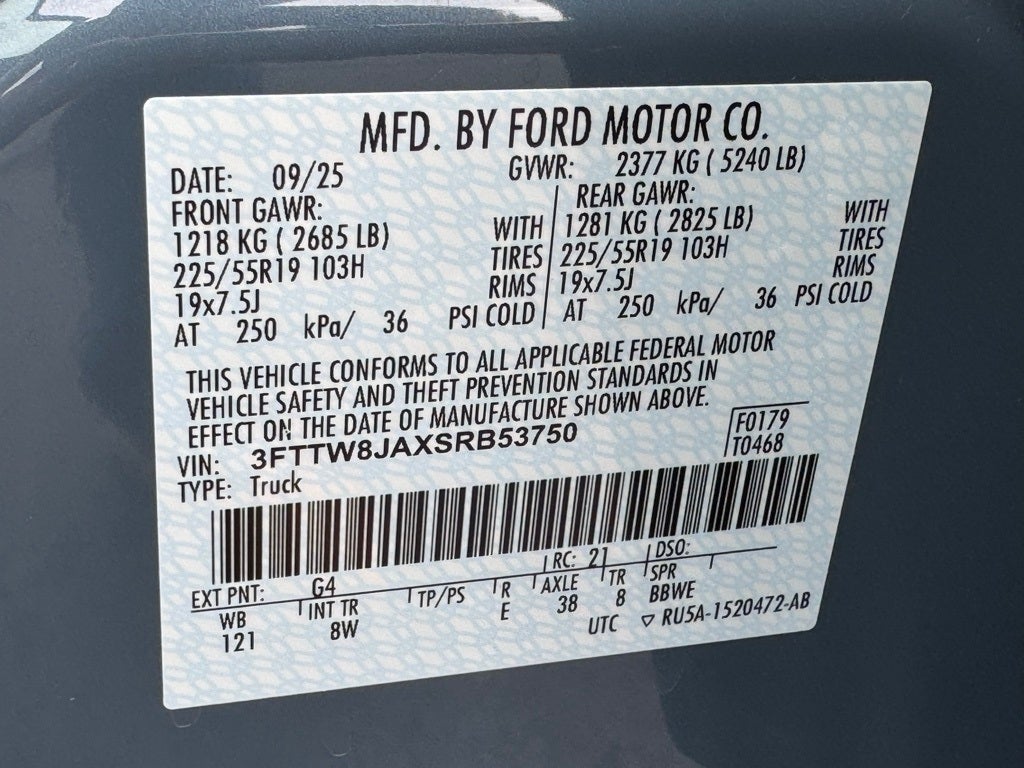 MFD. BY FORD MOTOR CO.
DATE: 09/25 GVWR: 2377 KG ( 5240 LB)
FRONT GAWR: REAR GAWR:
1218 KG ( 2685 LB) WITH 1281 KG ( 2825 LB) WITH
225/55R19 103H TIRES 225/55R19 103H TIRES
19x7.5J RIMS 19x7.5J RIMS
AT 250 kPa/ 36 PSI COLD AT 250 kPa/ 36 PSI COLD
THIS VEHICLE CONFORMS TO ALL APPLICABLE FEDERAL MOTOR
VEHICLE SAFETY AND THEFT PREVENTION STANDARDS IN
EFFECT ON THE DATE OF MANUFACTURE SHOWN ABOVE.
VIN: 3FTTW8JAXSRB53750 F0179
TYPE: Truck T0468
EXT PNT: G4 RC: 21 DSO:
WB INT TR TP/PS R AXLE TR SPR
121 8W E 38 8 BBWE
UTC ▽ RU5A-1520472-AB